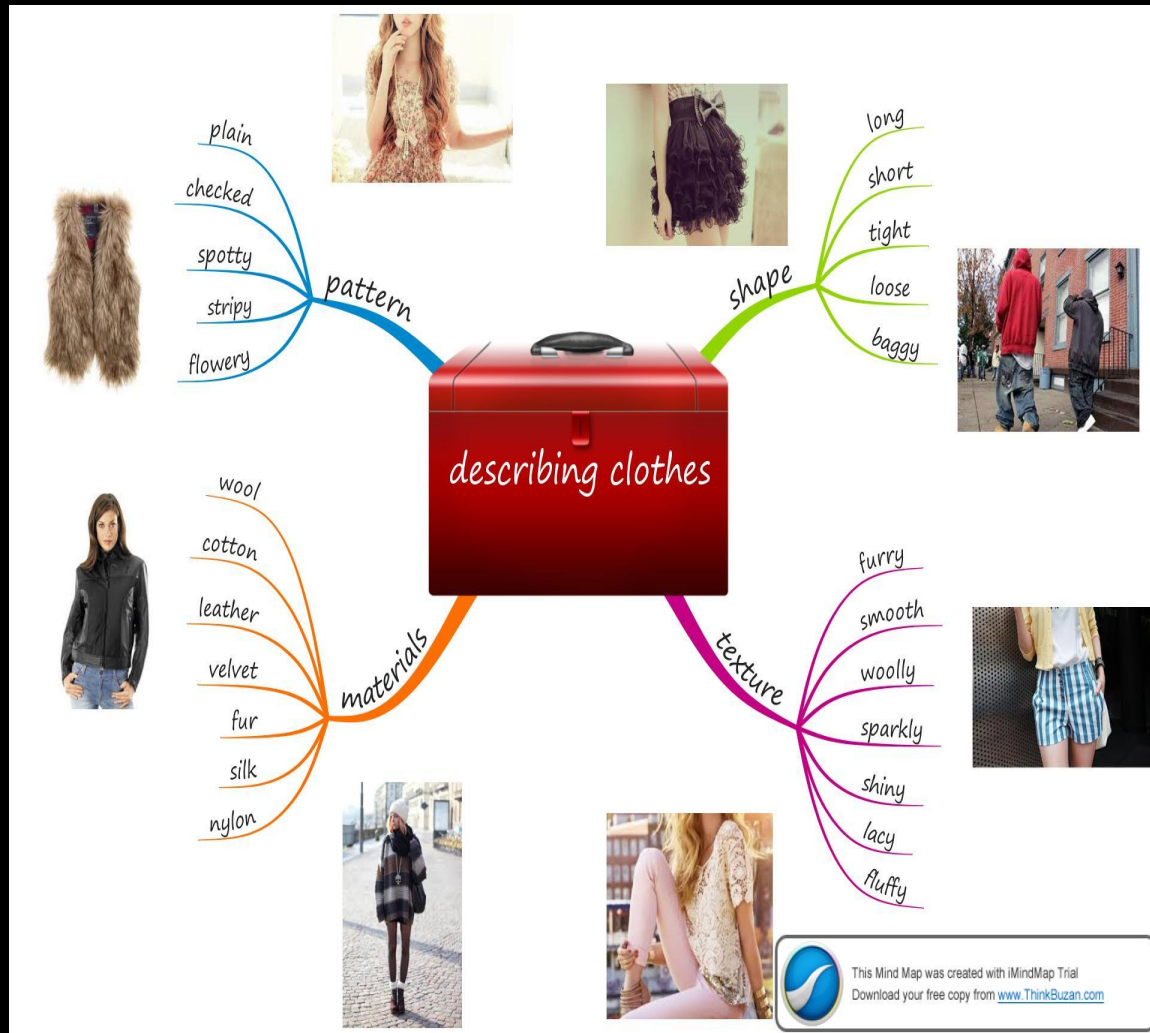 describing clothes
pattern
plain
checked
spotty
stripy
flowery
shape
long
short
tight
loose
baggy
materials
wool
cotton
leather
velvet
fur
silk
nylon
texture
furry
smooth
woolly
sparkly
shiny
lacy
fluffy
This Mind Map was created with iMindMap Trial
Download your free copy from www.ThinkBuzan.com